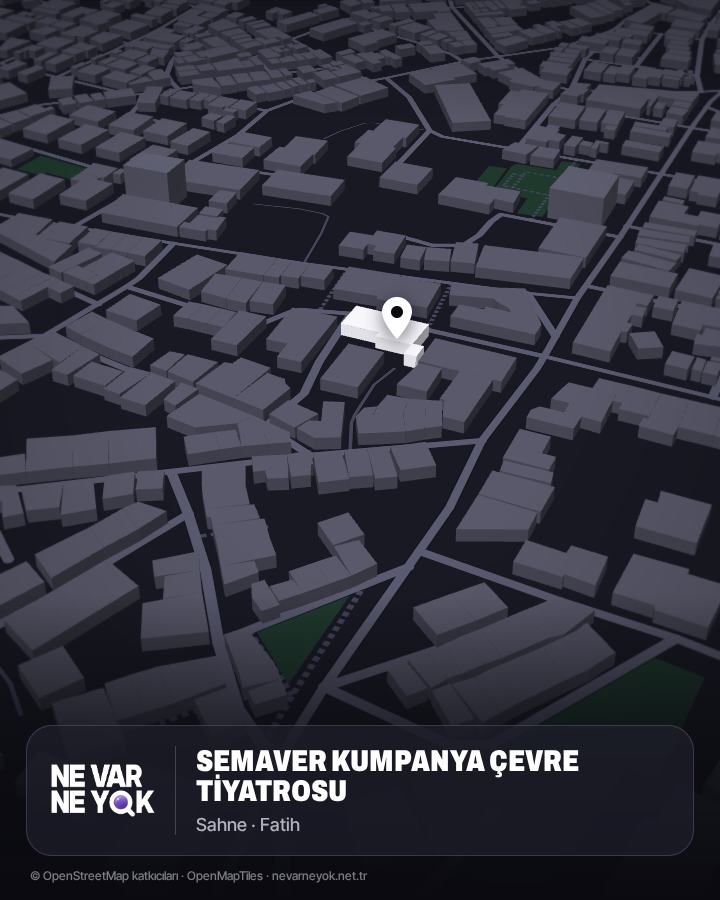 NE VAR
NE YOK
SEMAVER KUMPANYA ÇEVRE
TİYATROSU
Sahne · Fatih
© OpenStreetMap katkıcıları · OpenMapTiles · nevarneyok.net.tr